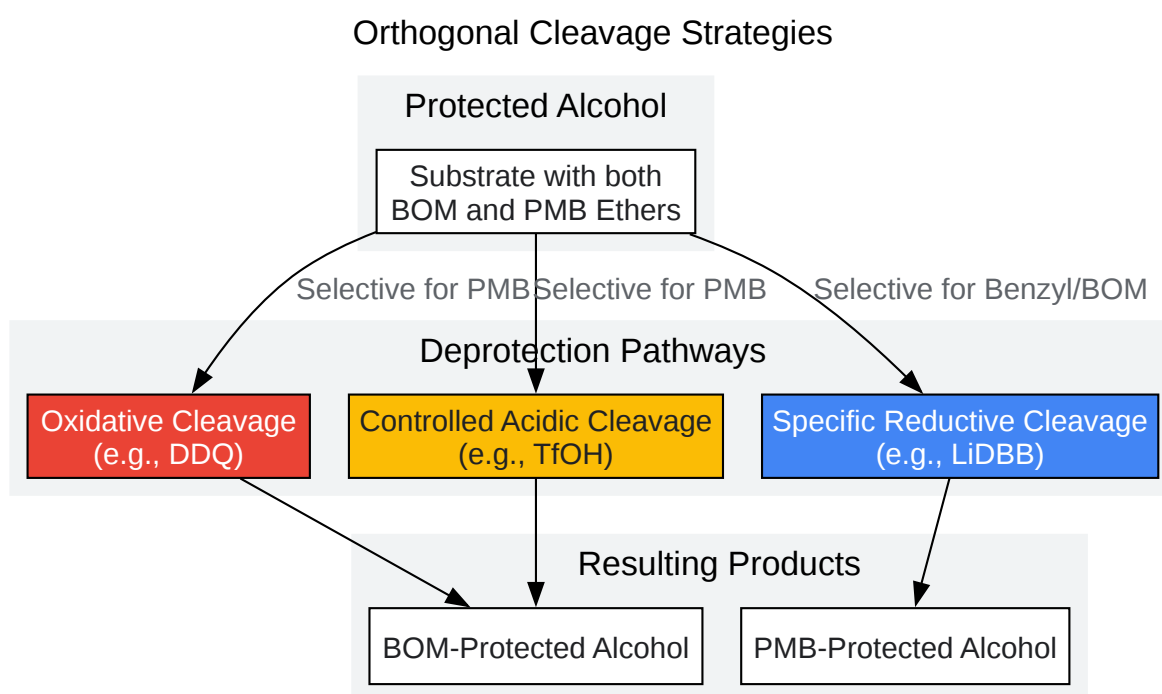 Orthogonal Cleavage Strategies
Protected Alcohol
Substrate with both
BOM and PMB Ethers
Selective for PMB
Selective for PMB
Selective for Benzyl/BOM
Deprotection Pathways
Oxidative Cleavage
(e.g., DDQ)
Controlled Acidic Cleavage
(e.g., TfOH)
Specific Reductive Cleavage
(e.g., LiDBB)
Resulting Products
BOM-Protected Alcohol
PMB-Protected Alcohol